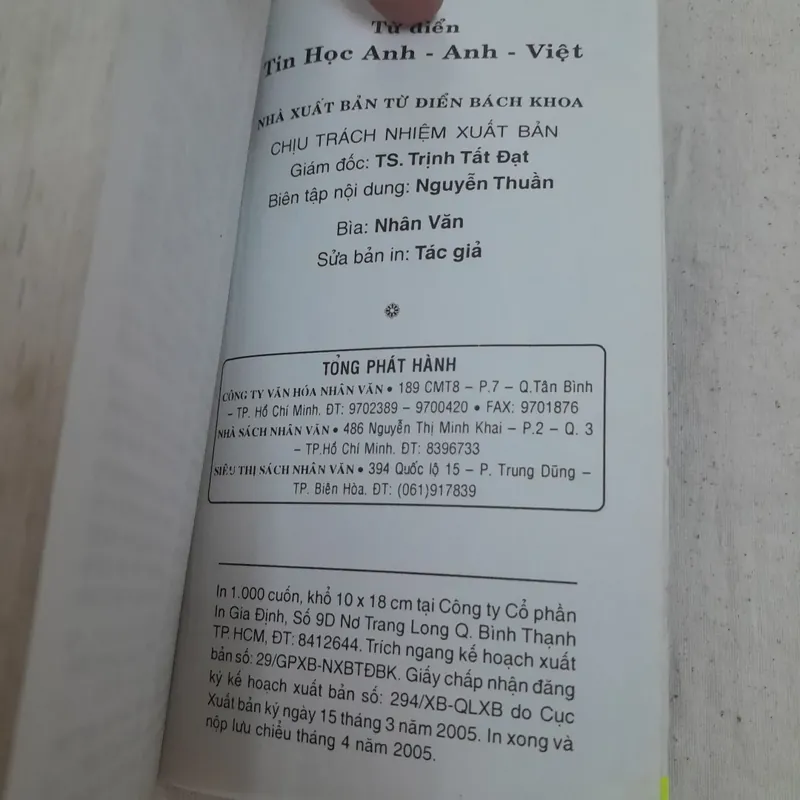 Từ điển
Tin Học Anh - Anh - Việt
NHÀ XUẤT BẢN TỪ ĐIỂN BÁCH KHOA
CHỊU TRÁCH NHIỆM XUẤT BẢN
Giám đốc: TS. Trịnh Tất Đạt
Biên tập nội dung: Nguyễn Thuần
Bìa: Nhân Văn
Sửa bản in: Tác giả
TỔNG PHÁT HÀNH
CÔNG TY VĂN HÓA NHÂN VĂN • 189 CMT8 – P.7 – Q.Tân Bình
– TP. Hồ Chí Minh. ĐT: 9702389 – 9700420 • FAX: 9701876
NHÀ SÁCH NHÂN VĂN • 486 Nguyễn Thị Minh Khai – P.2 – Q. 3
– TP.Hồ Chí Minh. ĐT: 8396733
SIÊU THỊ SÁCH NHÂN VĂN • 394 Quốc lộ 15 – P. Trung Dũng –
TP. Biên Hòa. ĐT: (061)917839
In 1.000 cuốn, khổ 10 x 18 cm tại Công ty Cổ phần
In Gia Định, Số 9D Nơ Trang Long Q. Bình Thạnh
TP. HCM, ĐT: 8412644. Trích ngang kế hoạch xuất
bản số: 29/GPXB-NXBTĐBK. Giấy chấp nhận đăng
ký kế hoạch xuất bản số: 294/XB-QLXB do Cục
Xuất bản ký ngày 15 tháng 3 năm 2005. In xong và
nộp lưu chiểu tháng 4 năm 2005.